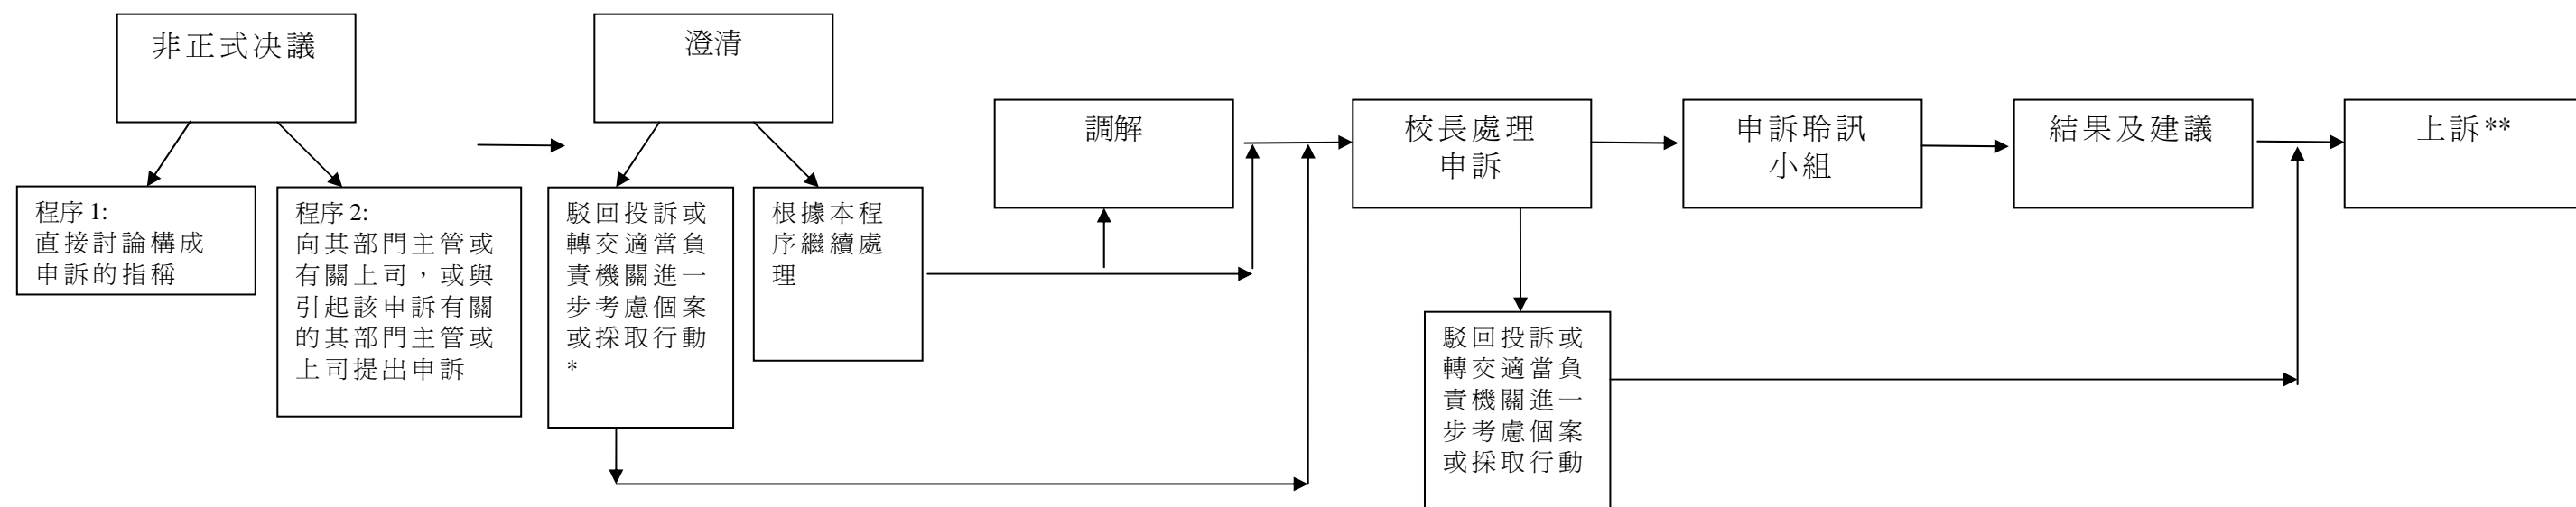 非正式決議
澄清
調解
校長處理
申訴
申訴聆訊
小組
結果及建議
上訴**
程序 1:
直接討論構成
申訴的指稱
程序 2:
向其部門主管或
有關上司，或與
引起該申訴有關
的其部門主管或
上司提出申訴
駁回投訴或
轉交適當負
責機關進一
步考慮個案
或採取行動
*
根據本程
序繼續處
理
駁回投訴或
轉交適當負
責機關進一
步考慮個案
或採取行動